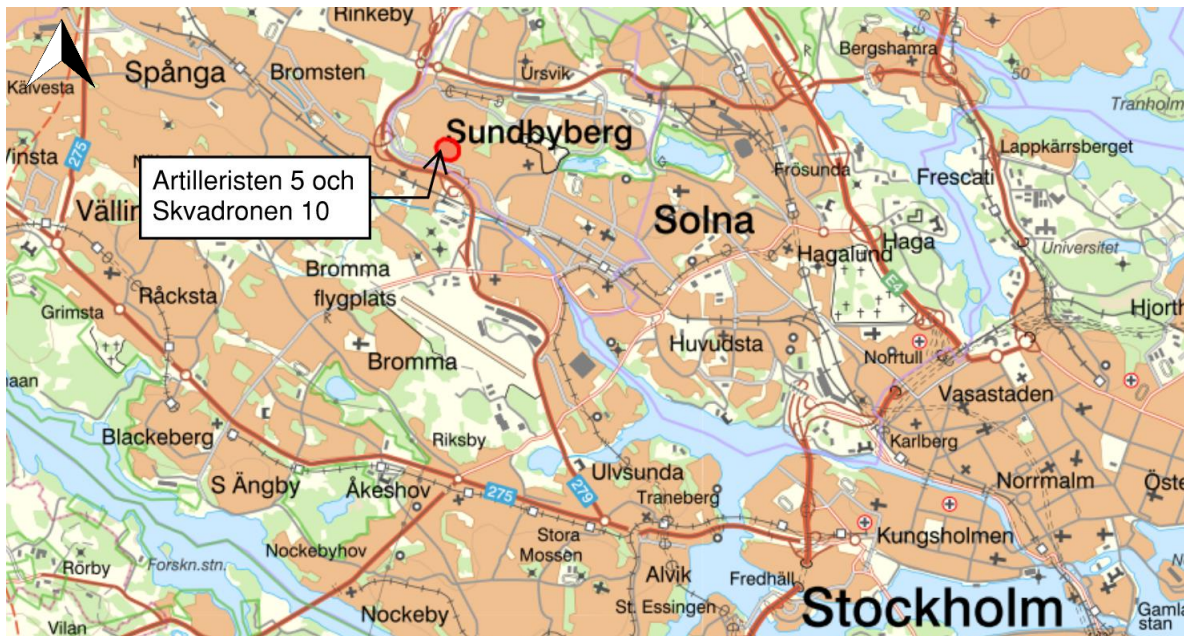 Rinkeby
Bergshamra
Spånga
Bromsten
Ursvik
50
Kälvesta
Tranholm
Sundbyberg
275
Vinsta
Lappkärrsberget
Frösunda
Frescati
Artilleristen 5 och
Skvadronen 10
Vällin
Solna
Haga
Universitet
Hagalund
Bromma
flygplats
E4
Råcksta
Grimsta
Hjorth
Huvudsta
Norrtull
Bromma
Vasastaden
Blackeberg
Riksby
Karlberg
Ulvsunda
S Ängby
Åkeshov
275
279
Traneberg
Norrmalm
Öste
Stora
Mossen
Kungsholmen
Nockebyhov
Forskn.stn.
Rörby
Alvik
Fredhäll
St. Essingen
Nockeby
Stockholm
Gamla
stan
Vilan